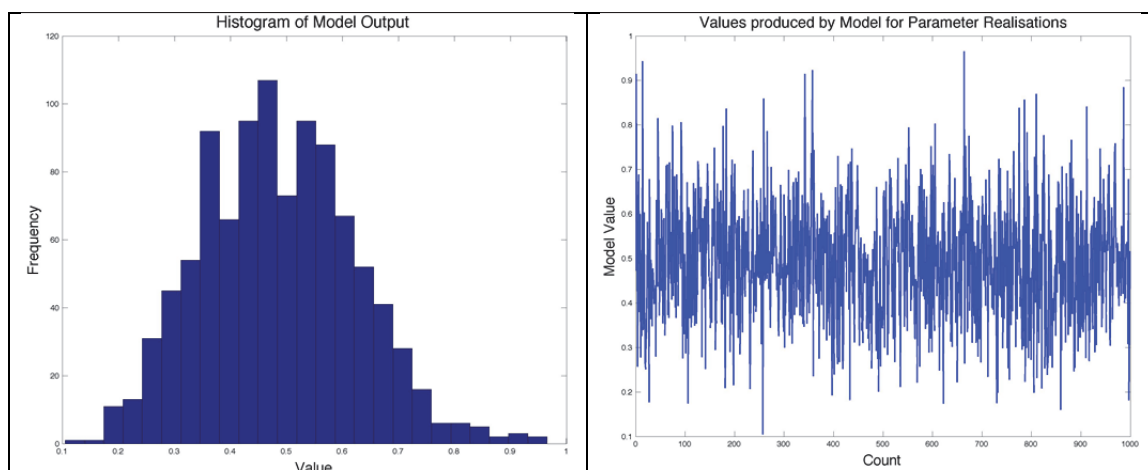 Histogram of Model Output
120
100
80
60
40
20
0
Frequency
0.1 0.2 0.3 0.4 0.5 0.6 0.7 0.8 0.9 1
Value
Values produced by Model for Parameter Realisations
1
0.9
0.8
0.7
0.6
0.5
0.4
0.3
0.2
0.1
Model Value
0 100 200 300 400 500 600 700 800 900 1000
Count